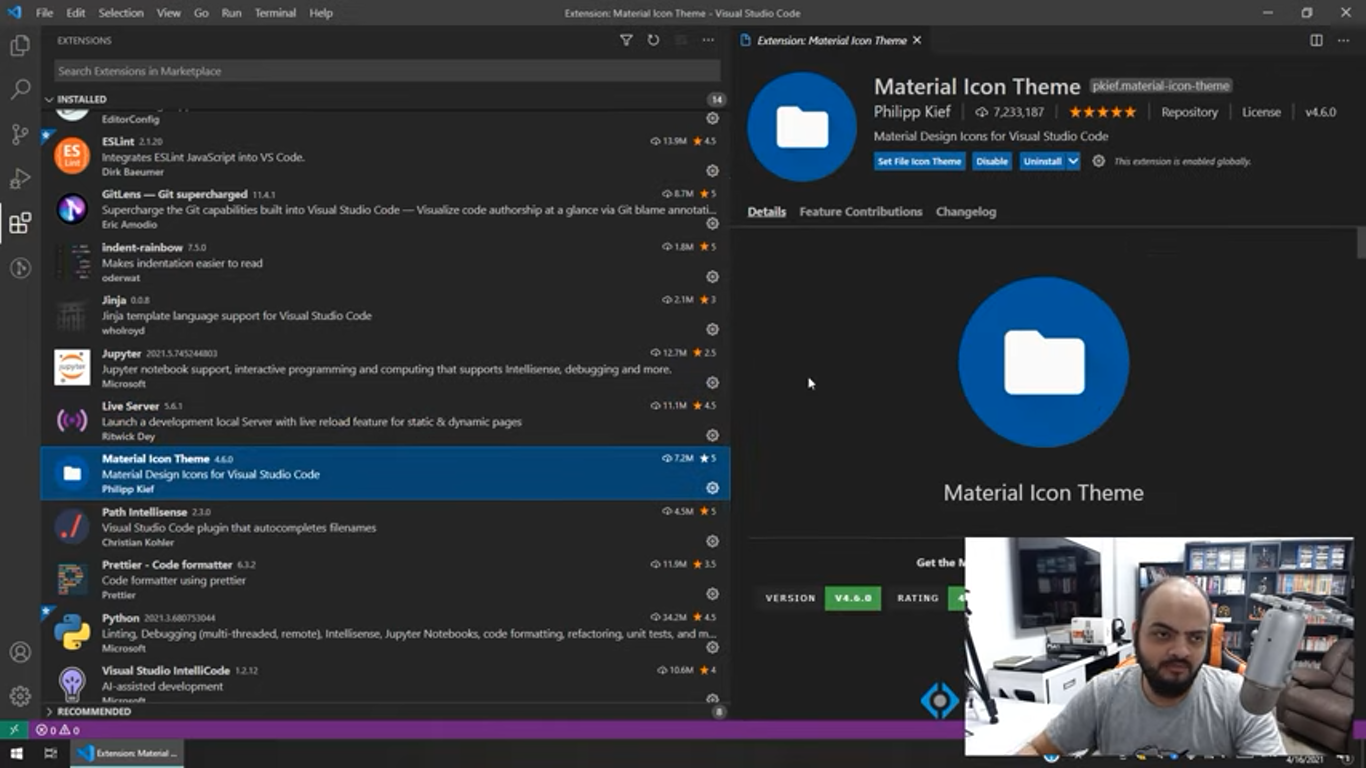 File Edit Selection View Go Run Terminal Help
Extension: Material Icon Theme - Visual Studio Code
EXTENSIONS
Search Extensions in Marketplace
INSTALLED 14
EditorConfig
ES
Lint
ESLint 2.1.20 13.9M 4.5
Integrates ESLint JavaScript into VS Code.
Dirk Baeumer
GitLens — Git supercharged 11.4.1 8.7M 5
Supercharge the Git capabilities built into Visual Studio Code — Visualize code authorship at a glance via Git blame annotati...
Eric Amodio
indent-rainbow 7.5.0 1.8M 5
Makes indentation easier to read
oderwat
Jinja 0.0.8 2.1M 3
Jinja template language support for Visual Studio Code
wholroyd
Jupyter 2021.5.745244803 12.7M 2.5
Jupyter notebook support, interactive programming and computing that supports Intellisense, debugging and more.
Microsoft
jupyter
Live Server 5.6.1 11.1M 4.5
Launch a development local Server with live reload feature for static & dynamic pages
Ritwick Dey
Material Icon Theme 4.6.0 7.2M 5
Material Design Icons for Visual Studio Code
Philipp Kief
Path Intellisense 2.3.0 4.5M 5
Visual Studio Code plugin that autocompletes filenames
Christian Kohler
Prettier - Code formatter 6.3.2 11.9M 3.5
Code formatter using prettier
Prettier
Python 2021.3.680753044 34.2M 4.5
Linting, Debugging (multi-threaded, remote), Intellisense, Jupyter Notebooks, code formatting, refactoring, unit tests, and m...
Microsoft
Visual Studio IntelliCode 1.2.12 10.6M 4
AI-assisted development
Microsoft
RECOMMENDED 8
0 0
Extension: Material ...
Extension: Material Icon Theme
Material Icon Theme pkief.material-icon-theme
Philipp Kief 7,233,187 Repository License v4.6.0
Material Design Icons for Visual Studio Code
Set File Icon Theme Disable Uninstall This extension is enabled globally.
Details Feature Contributions Changelog
Material Icon Theme
Get the M
VERSION V4.6.0 RATING 4
4/16/2021